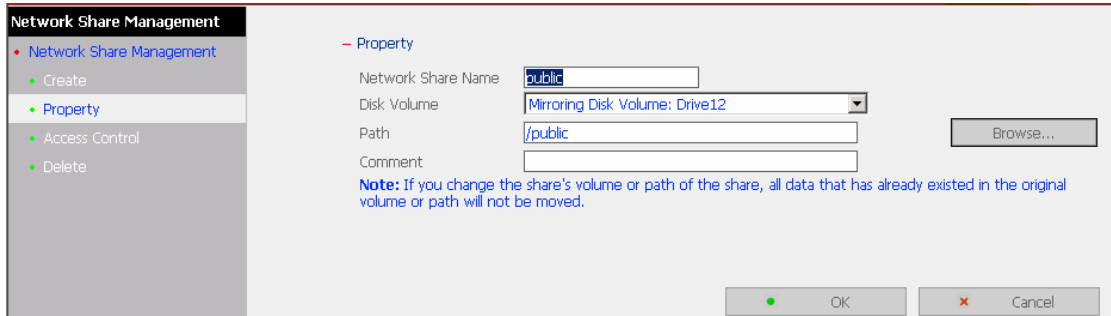 Network Share Management
Network Share Management
Create
Property
Access Control
Delete
Property
Network Share Name public
Disk Volume Mirroring Disk Volume: Drive12
Path /public Browse...
Comment
Note: If you change the share's volume or path of the share, all data that has already existed in the original
volume or path will not be moved.
OK Cancel